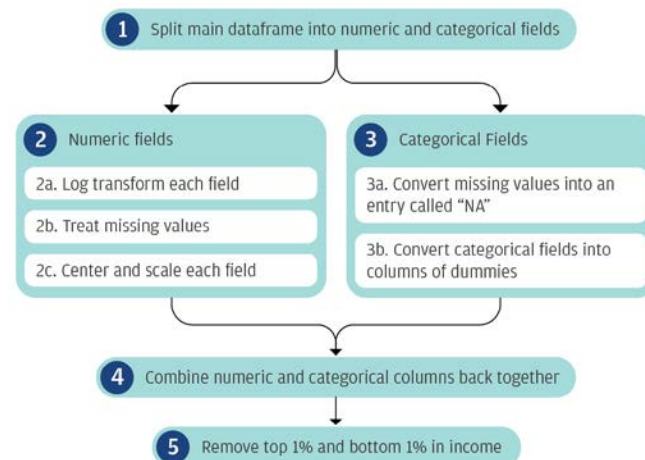 1 Split main dataframe into numeric and categorical fields
2 Numeric fields
2a. Log transform each field
2b. Treat missing values
2c. Center and scale each field
3 Categorical Fields
3a. Convert missing values into an
entry called “NA”
3b. Convert categorical fields into
columns of dummies
4 Combine numeric and categorical columns back together
5 Remove top 1% and bottom 1% in income